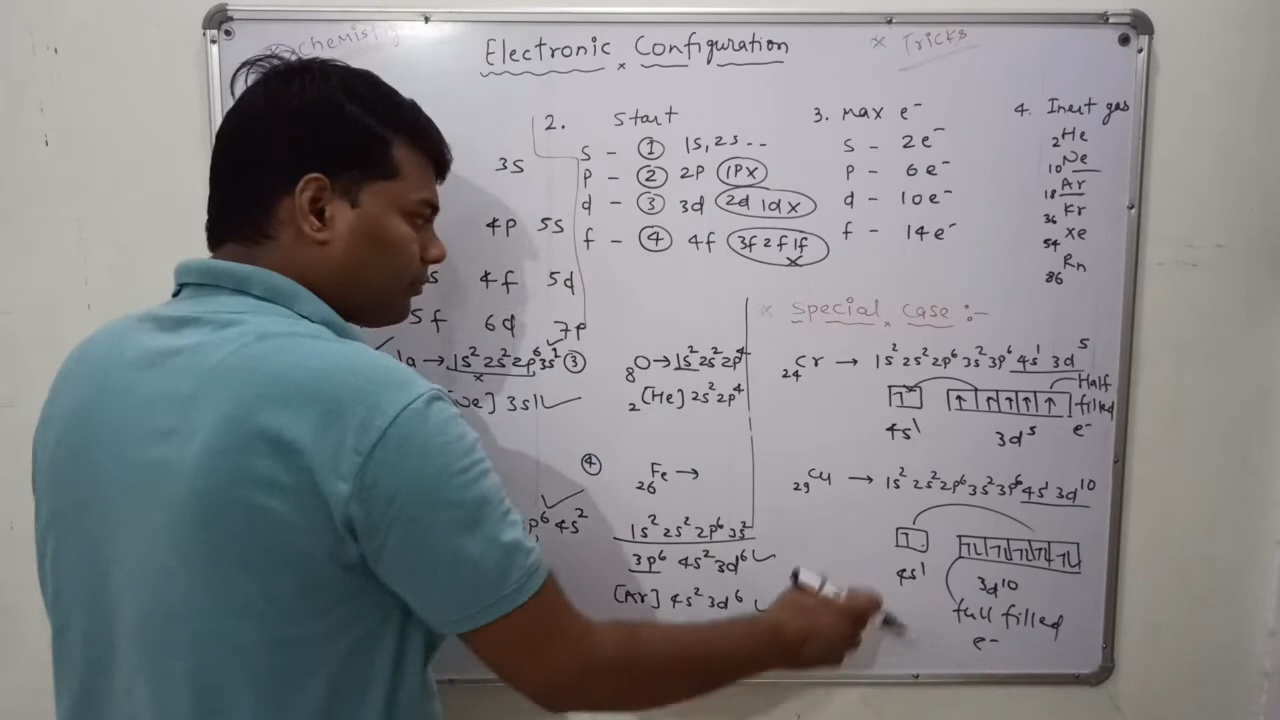 Chemistry
Electronic Configuration
* Tricks
3s
4p 5s
4f 5d
5f 6d 7p
2. Start
s - ① 1s, 2s--
p - ② 2p 1p x
d - ③ 3d 2d 1d x
f - ④ 4f 3f 2f 1f x
3. Max e⁻
s - 2e⁻
p - 6e⁻
d - 10e⁻
f - 14e⁻
4. Inert gas
₂He
₁₀Ne
₁₈Ar
₃₆Kr
₅₄Xe
₈₆Rn
a → 1s² 2s² 2p⁶ 3s¹
Ne] 3s1
p⁶ 4s²
③ ₈O → 1s² 2s² 2p⁴
₂[He] 2s² 2p⁴
④ ₂₆Fe →
1s² 2s² 2p⁶ 3s²
3p⁶ 4s² 3d⁶
[Ar] 4s² 3d⁶
* Special Case :-
₂₄Cr → 1s² 2s² 2p⁶ 3s² 3p⁶ 4s¹ 3d⁵
Half
filled
e⁻
4s¹ 3d⁵
₂₉Cu → 1s² 2s² 2p⁶ 3s² 3p⁶ 4s¹ 3d¹⁰
4s¹ 3d¹⁰
full filled
e⁻